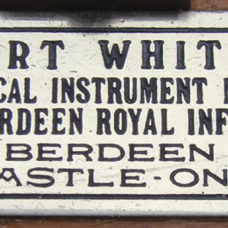 RT WHIT
CAL INSTRUMENT
RDEEN ROYAL INF
BERDEEN
ASTLE-ON